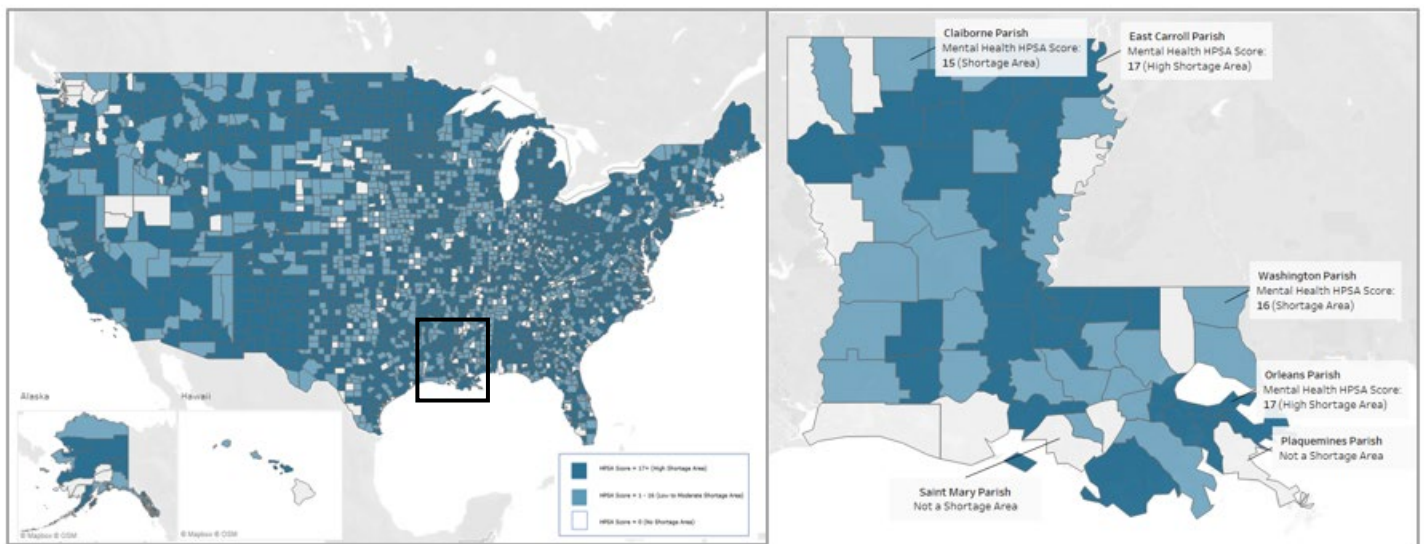 Alaska
Hawaii
© Mapbox © OSM
© Mapbox © OSM
HPSA Score = 17+ (High Shortage Area)
HPSA Score = 1 - 16 (Low to Moderate Shortage Area)
HPSA Score = 0 (No Shortage Area)
Claiborne Parish
Mental Health HPSA Score:
15 (Shortage Area)
East Carroll Parish
Mental Health HPSA Score:
17 (High Shortage Area)
Washington Parish
Mental Health HPSA Score:
16 (Shortage Area)
Orleans Parish
Mental Health HPSA Score:
17 (High Shortage Area)
Plaquemines Parish
Not a Shortage Area
Saint Mary Parish
Not a Shortage Area